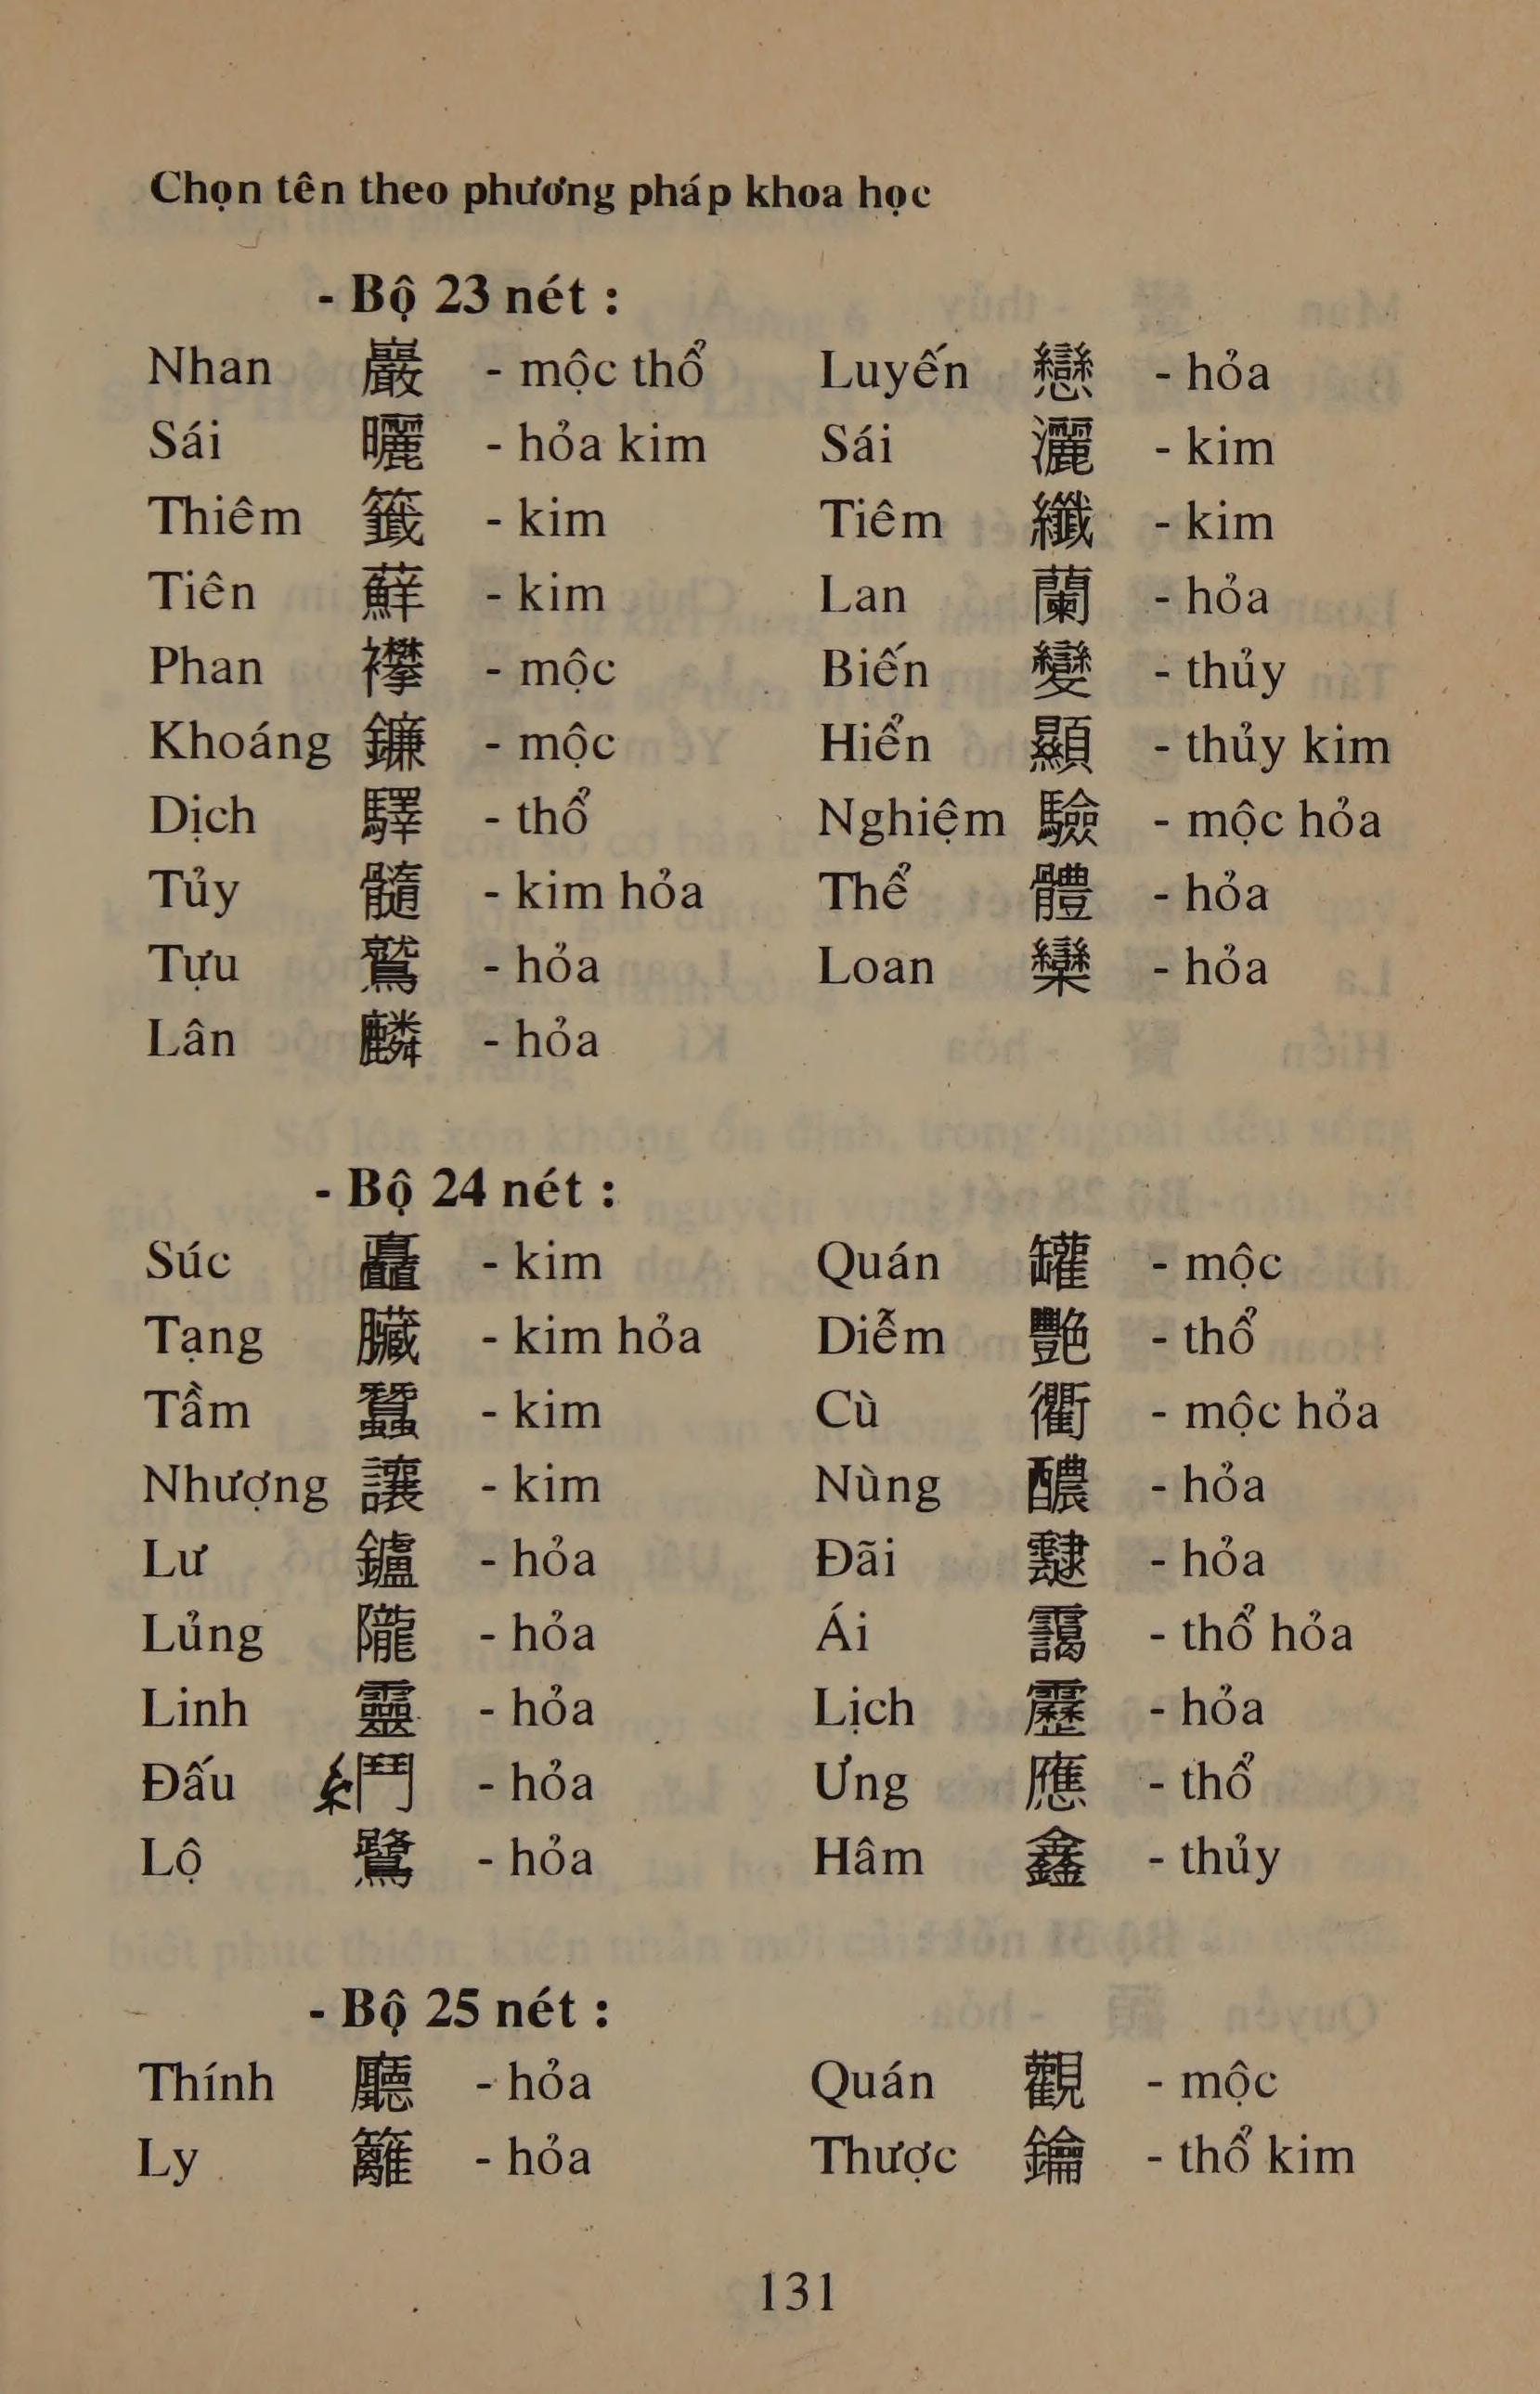 Chọn tên theo phương pháp khoa học
- Bộ 23 nét :
Nhan 巖 - mộc thổ Luyến 戀 - hỏa
Sái 曬 - hỏa kim Sái 灑 - kim
Thiêm 籤 - kim Tiêm 纖 - kim
Tiên 蘚 - kim Lan 蘭 - hỏa
Phan 襻 - mộc Biến 變 - thủy
Khoáng 鐮 - mộc Hiển 顯 - thủy kim
Dịch 驛 - thổ Nghiệm 驗 - mộc hỏa
Tủy 髓 - kim hỏa Thể 體 - hỏa
Tựu 鷲 - hỏa Loan 欒 - hỏa
Lân 麟 - hỏa
- Bộ 24 nét :
Súc 矗 - kim Quán 罐 - mộc
Tạng 臟 - kim hỏa Diễm 艷 - thổ
Tầm 蠶 - kim Cù 衢 - mộc hỏa
Nhượng 讓 - kim Nùng 醲 - hỏa
Lư 鑪 - hỏa Đãi 靆 - hỏa
Lủng 隴 - hỏa Ái 靄 - thổ hỏa
Linh 靈 - hỏa Lịch 靂 - hỏa
Đấu - hỏa Ưng 應 - thổ
Lộ 鷺 - hỏa Hâm 鑫 - thủy
- Bộ 25 nét :
Thính 廳 - hỏa Quán 觀 - mộc
Ly 籬 - hỏa Thược 鑰 - thổ kim
131